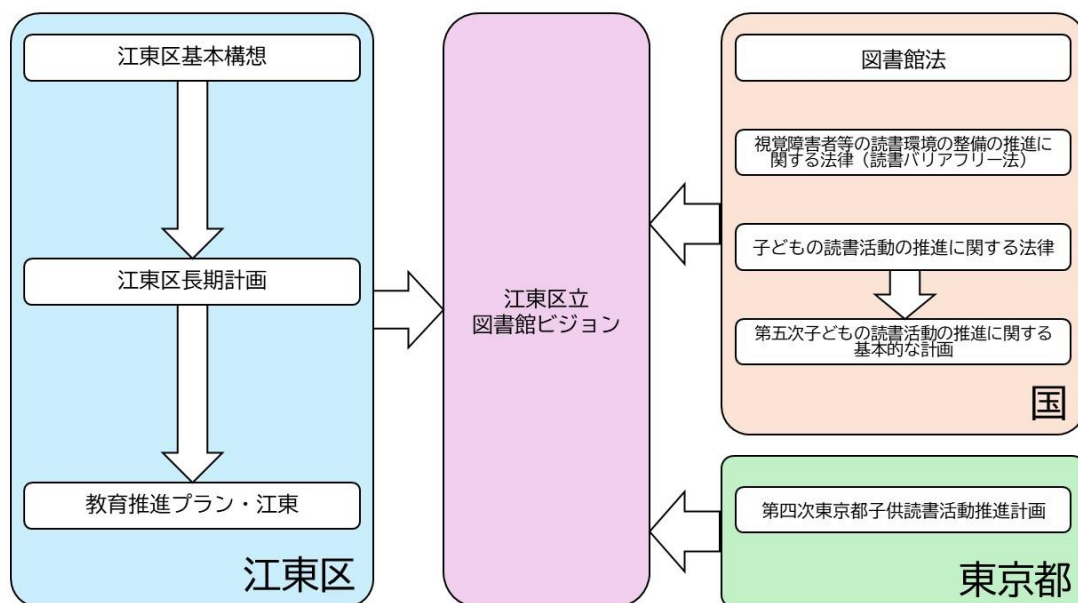 江東区基本構想
江東区長期計画
教育推進プラン・江東
江東区
江東区立
図書館ビジョン
図書館法
視覚障害者等の読書環境の整備の推進に
関する法律（読書バリアフリー法）
子どもの読書活動の推進に関する法律
第五次子どもの読書活動の推進に関する
基本的な計画
国
第四次東京都子供読書活動推進計画
東京都